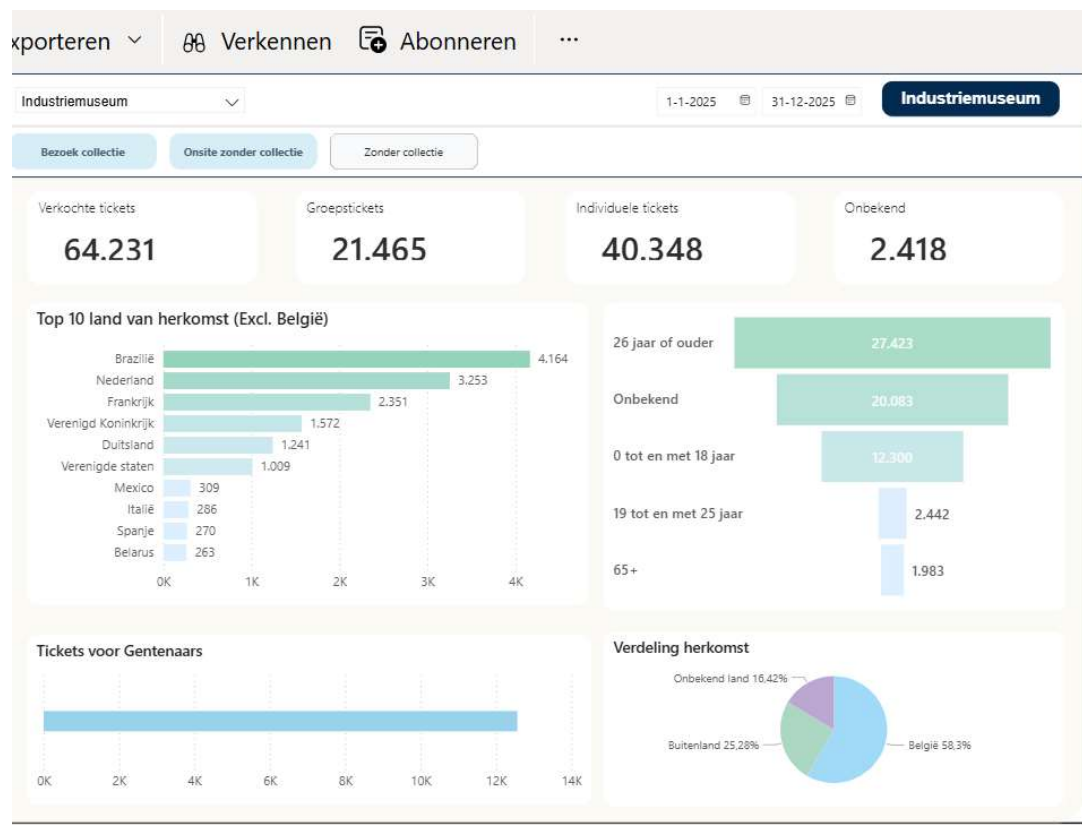 xporteren Verkennen Abonneren ...
Industriemuseum 1-1-2025 31-12-2025 Industriemuseum
Bezoek collectie Onsite zonder collectie Zonder collectie
Verkochte tickets Groepstickets Individuele tickets Onbekend
64.231 21.465 40.348 2.418
Top 10 land van herkomst (Excl. België)
Brazilië 4.164
Nederland 3.253
Frankrijk 2.351
Verenigd Koninkrijk 1.572
Duitsland 1.241
Verenigde staten 1.009
Mexico 309
Italië 286
Spanje 270
Belarus 263
0K 1K 2K 3K 4K
26 jaar of ouder 27.423
Onbekend 20.083
0 tot en met 18 jaar 12.300
19 tot en met 25 jaar 2.442
65+ 1.983
Tickets voor Gentenaars
0K 2K 4K 6K 8K 10K 12K 14K
Verdeling herkomst
Onbekend land 16,42%
Buitenland 25,28% België 58,3%